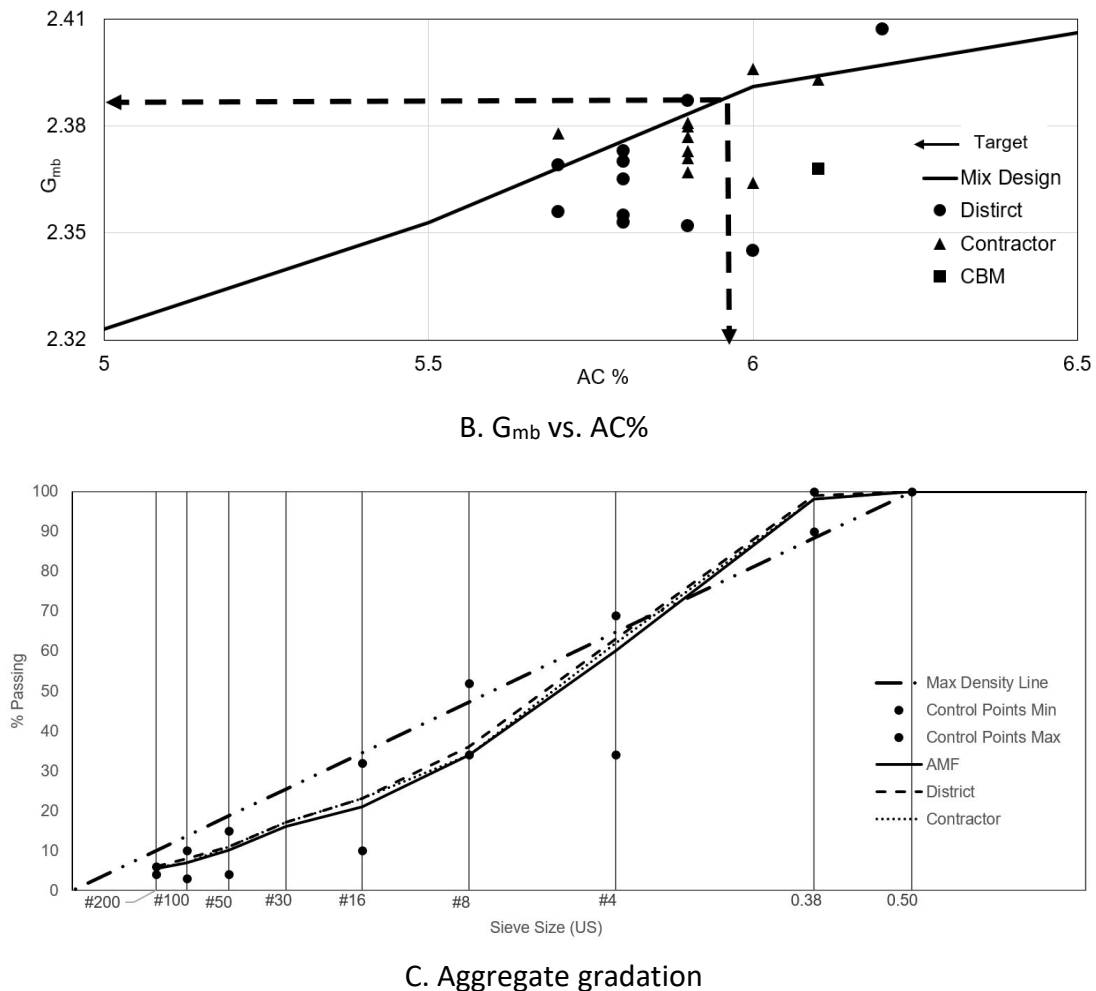 2.41
2.38
2.35
2.32
G_mb
5
5.5
6
6.5
AC %
Target
Mix Design
Distirct
Contractor
CBM
B. G_mb vs. AC%
100
90
80
70
60
50
40
30
20
10
0
% Passing
#200
#100
#50
#30
#16
#8
#4
0.38
0.50
Sieve Size (US)
Max Density Line
Control Points Min
Control Points Max
AMF
District
Contractor
C. Aggregate gradation